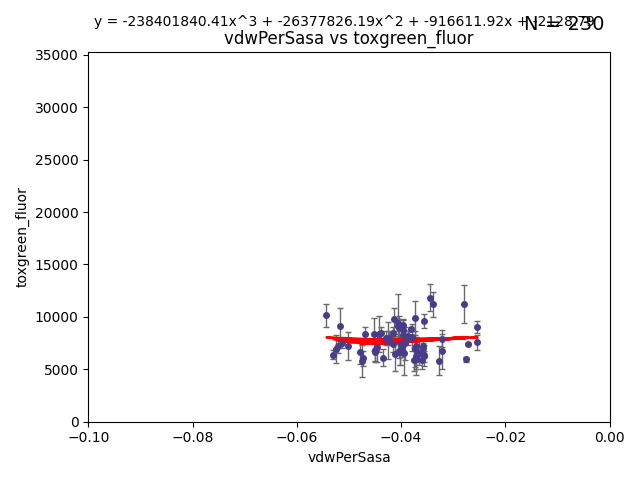 y = -238401840.41x^3 + -26377826.19x^2 + -916611.92x +
N = 230
vdwPerSasa vs toxgreen_fluor
35000
30000
25000
20000
15000
10000
5000
0
toxgreen_fluor
−0.10
−0.08
−0.06
−0.04
−0.02
0.00
vdwPerSasa